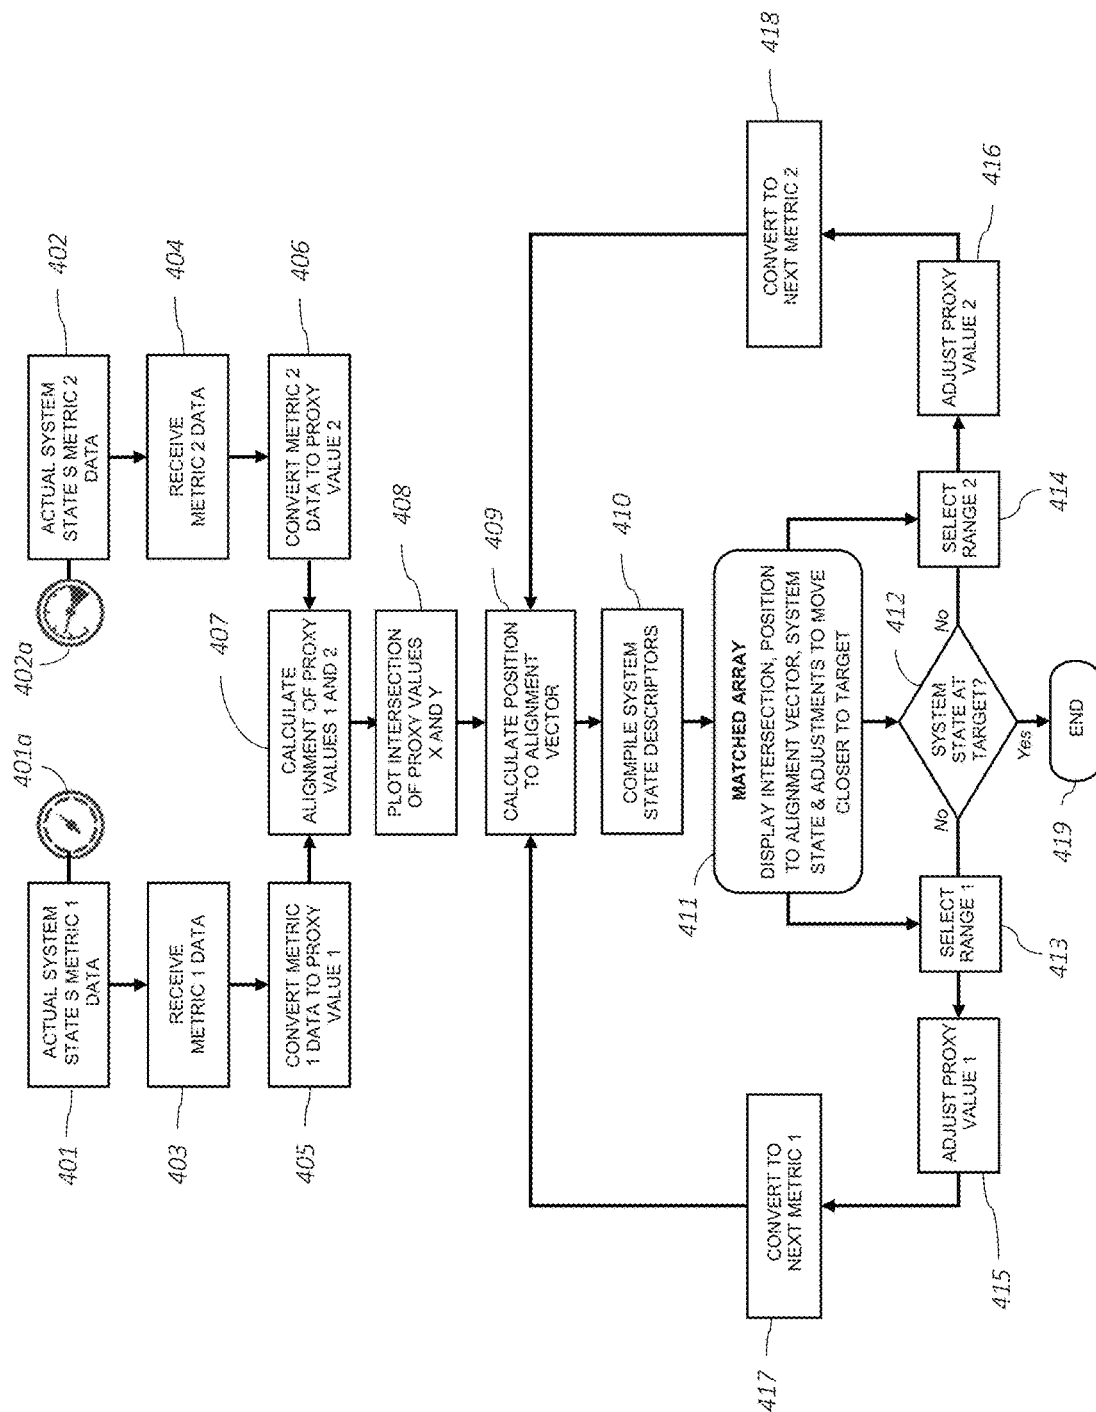 401
ACTUAL SYSTEM
STATE S METRIC 1
DATA
401a
402a
ACTUAL SYSTEM
STATE S METRIC 2
DATA
402
403
RECEIVE
METRIC 1 DATA
RECEIVE
METRIC 2 DATA
404
405
CONVERT METRIC
1 DATA TO PROXY
VALUE 1
407
CALCULATE
ALIGNMENT OF PROXY
VALUES 1 AND 2
CONVERT METRIC 2
DATA TO PROXY
VALUE 2
406
PLOT INTERSECTION
OF PROXY VALUES
X AND Y
408
CALCULATE POSITION
TO ALIGNMENT
VECTOR
409
COMPILE SYSTEM
STATE DESCRIPTORS
410
411
MATCHED ARRAY
DISPLAY INTERSECTION, POSITION
TO ALIGNMENT VECTOR, SYSTEM
STATE & ADJUSTMENTS TO MOVE
CLOSER TO TARGET
417
CONVERT TO
NEXT METRIC 1
CONVERT TO
NEXT METRIC 2
418
415
ADJUST PROXY
VALUE 1
413
SELECT
RANGE 1
No
SYSTEM
STATE AT
TARGET?
412
No
SELECT
RANGE 2
414
ADJUST PROXY
VALUE 2
416
Yes
419
END